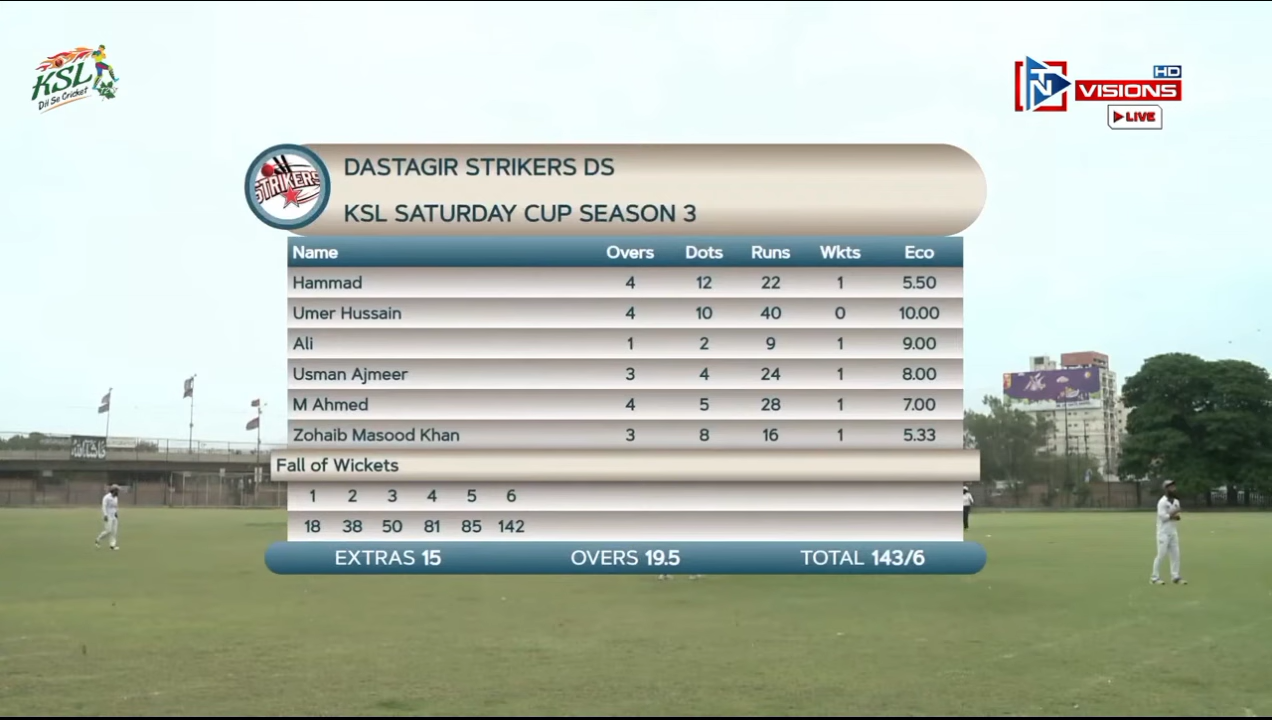 KSL
Dil Se Cricket
TN VISIONS HD
LIVE
STRIKERS
DASTAGIR STRIKERS DS
KSL SATURDAY CUP SEASON 3
Name Overs Dots Runs Wkts Eco
Hammad 4 12 22 1 5.50
Umer Hussain 4 10 40 0 10.00
Ali 1 2 9 1 9.00
Usman Ajmeer 3 4 24 1 8.00
M Ahmed 4 5 28 1 7.00
Zohaib Masood Khan 3 8 16 1 5.33
Fall of Wickets
1 2 3 4 5 6
18 38 50 81 85 142
EXTRAS 15 OVERS 19.5 TOTAL 143/6